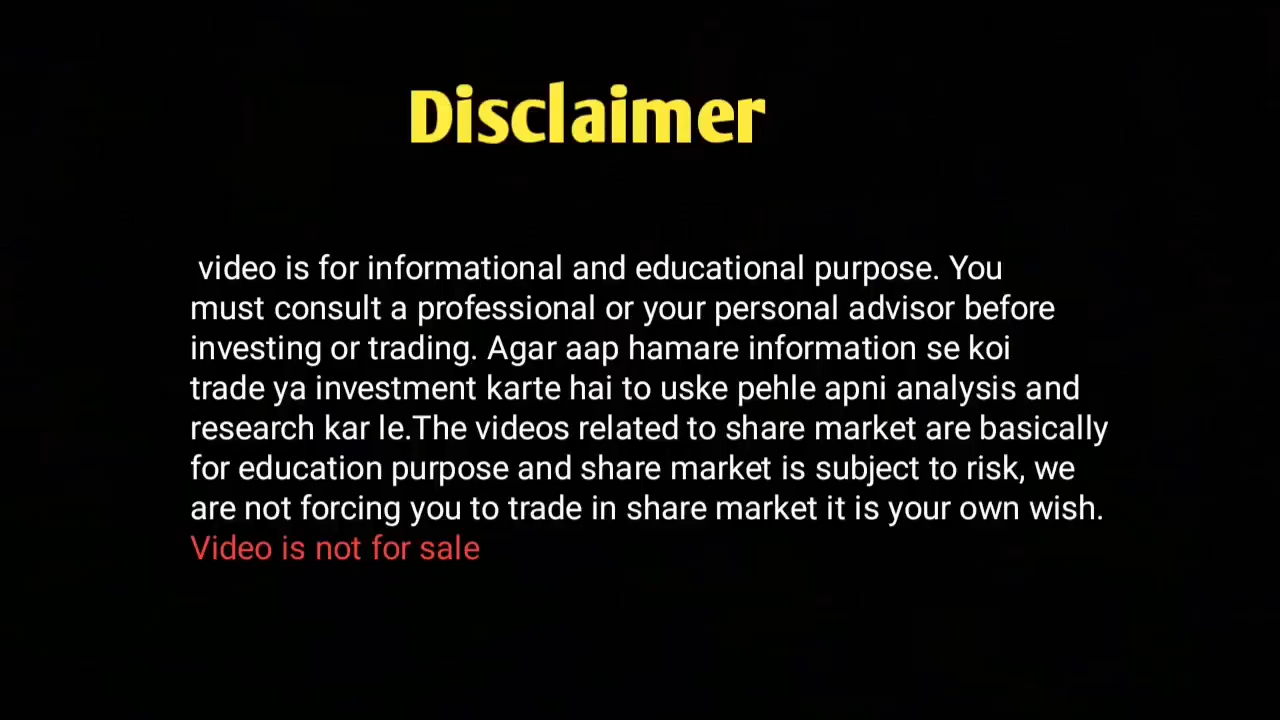 Disclaimer
video is for informational and educational purpose. You
must consult a professional or your personal advisor before
investing or trading. Agar aap hamare information se koi
trade ya investment karte hai to uske pehle apni analysis and
research kar le.The videos related to share market are basically
for education purpose and share market is subject to risk, we
are not forcing you to trade in share market it is your own wish.
Video is not for sale